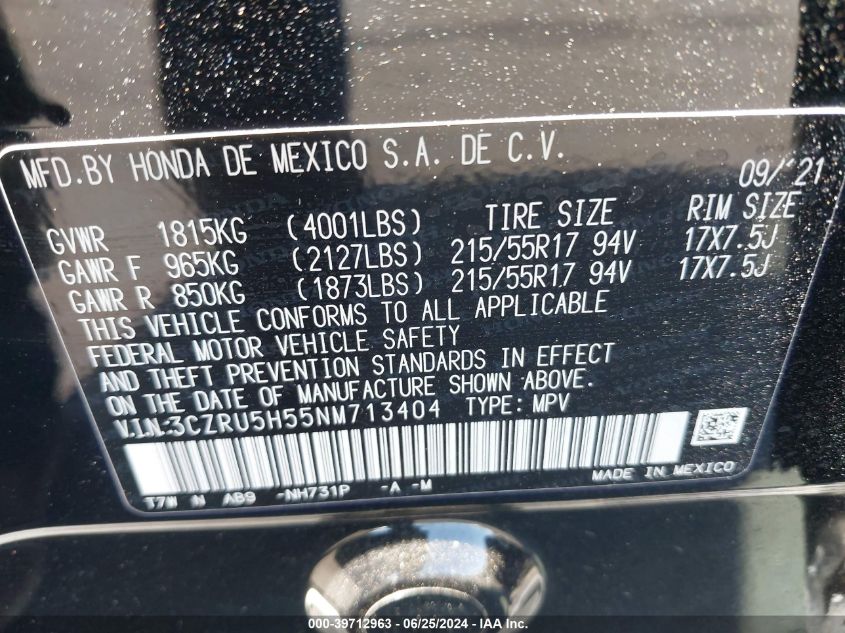 MFD.BY HONDA DE MEXICO S.A. DE C.V.
09/'21
GVWR 1815KG (4001LBS) TIRE SIZE RIM SIZE
GAWR F 965KG (2127LBS) 215/55R17 94V 17X7.5J
GAWR R 850KG (1873LBS) 215/55R17 94V 17X7.5J
THIS VEHICLE CONFORMS TO ALL APPLICABLE
FEDERAL MOTOR VEHICLE SAFETY
AND THEFT PREVENTION STANDARDS IN EFFECT
ON THE DATE OF MANUFACTURE SHOWN ABOVE.
V.I.N:3CZRU5H55NM713404 TYPE: MPV
T7W N AB9 -NH731P -A -M MADE IN MEXICO
000-39712963 - 06/25/2024 - IAA Inc.